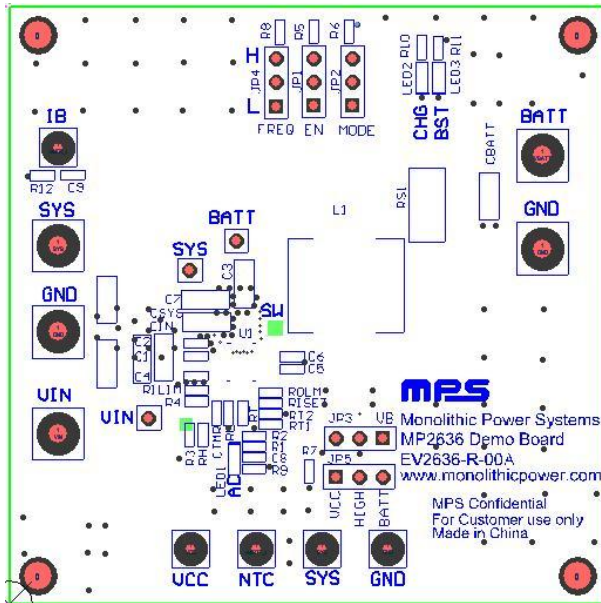 R8
R5
R6
H
JP4
JP1
JP2
L
FREQ
EN
MODE
R10
R11
LED2
LED3
CHG
BST
CBATT
BATT
IB
R12
C9
RS1
SYS
BATT
L1
GND
SYS
C3
GND
C7
SW
CSYS
CIN
U1
C2
C1
C6
C5
C4
RILIM
R4
VIN
VIN
ROLM
RISET
RT2
RT1
R3
RH
CTMR
R2
R1
C8
R9
LED1
R7
JP3
VB
JP5
VCC
HIGH
BATT
MPS
Monolithic Power Systems
MP2636 Demo Board
EV2636-R-00A
www.monolithicpower.com
MPS Confidential
For Customer use only
Made in China
VCC
NTC
SYS
GND